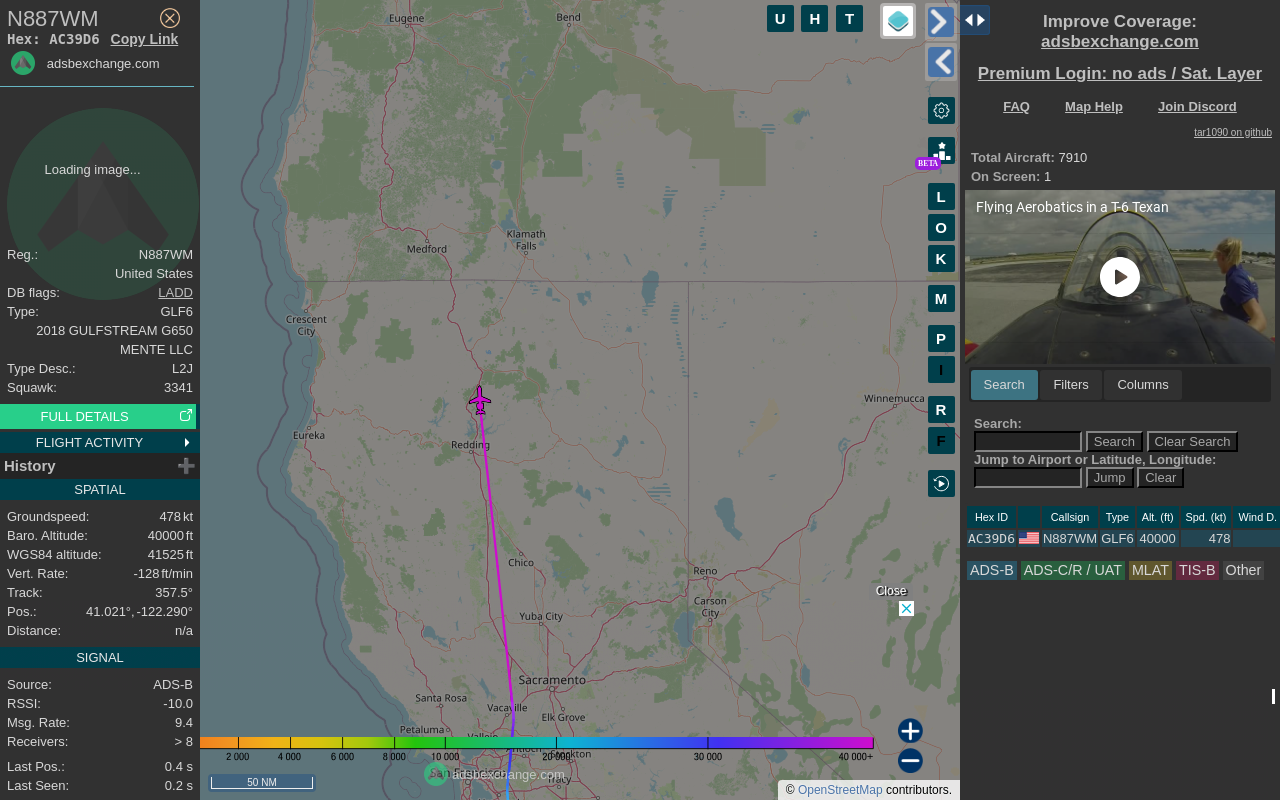 N887WM
Hex: AC39D6 Copy Link
adsbexchange.com
Loading image...
Reg.: N887WM
United States
DB flags: LADD
Type: GLF6
2018 GULFSTREAM G650
MENTE LLC
Type Desc.: L2J
Squawk: 3341
FULL DETAILS
FLIGHT ACTIVITY
History
SPATIAL
Groundspeed: 478 kt
Baro. Altitude: 40000 ft
WGS84 altitude: 41525 ft
Vert. Rate: -128 ft/min
Track: 357.5°
Pos.: 41.021°, -122.290°
Distance: n/a
SIGNAL
Source: ADS-B
RSSI: -10.0
Msg. Rate: 9.4
Receivers: > 8
Last Pos.: 0.4 s
Last Seen: 0.2 s
Eugene
Bend
Klamath
Falls
Medford
Crescent
City
Winnemucca
Eureka
Redding
Chico
Reno
Carson
City
Yuba City
Sacramento
Santa Rosa
Vacaville
Elk Grove
Petaluma
Vallejo
Antioch
Stockton
Tracy
2 000 4 000 6 000 8 000 10 000 20 000 30 000 40 000+
adsbexchange.com
50 NM
© OpenStreetMap contributors.
U H T
BETA
L
O
K
M
P
I
R
F
Close
Improve Coverage:
adsbexchange.com
Premium Login: no ads / Sat. Layer
FAQ Map Help Join Discord
tar1090 on github
Total Aircraft: 7910
On Screen: 1
Flying Aerobatics in a T-6 Texan
Search Filters Columns
Search:
Search Clear Search
Jump to Airport or Latitude, Longitude:
Jump Clear
Hex ID Callsign Type Alt. (ft) Spd. (kt) Wind D.
AC39D6 N887WM GLF6 40000 478
ADS-B ADS-C/R / UAT MLAT TIS-B Other